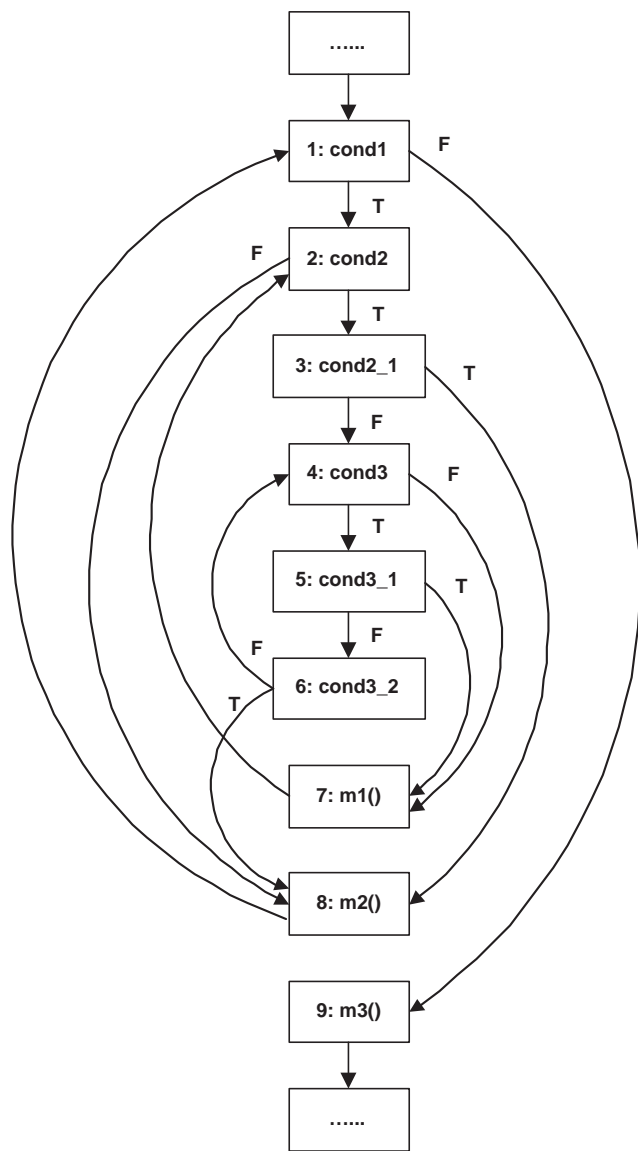 …...
1: cond1
F
T
F
2: cond2
T
3: cond2_1
T
F
4: cond3
F
T
5: cond3_1
T
F
F
6: cond3_2
T
7: m1()
8: m2()
9: m3()
…...